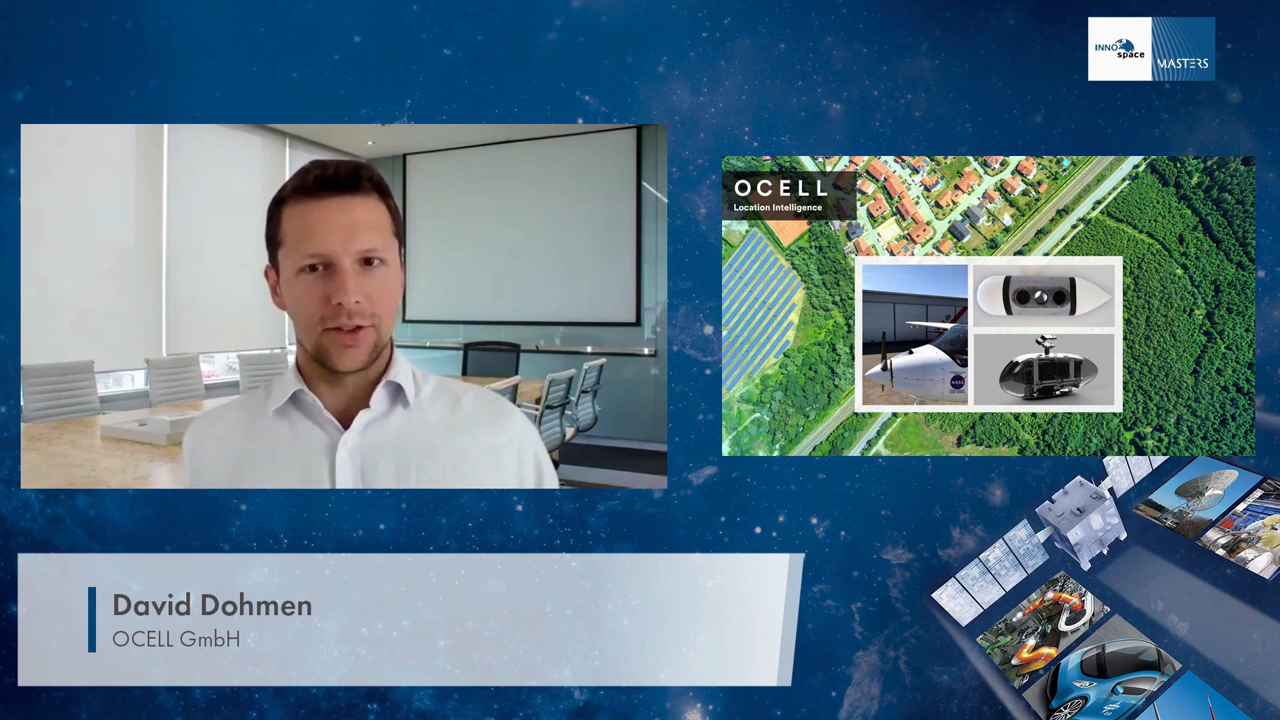 INNO
space
MASTERS
OCELL
Location Intelligence
NASA
David Dohmen
OCELL GmbH